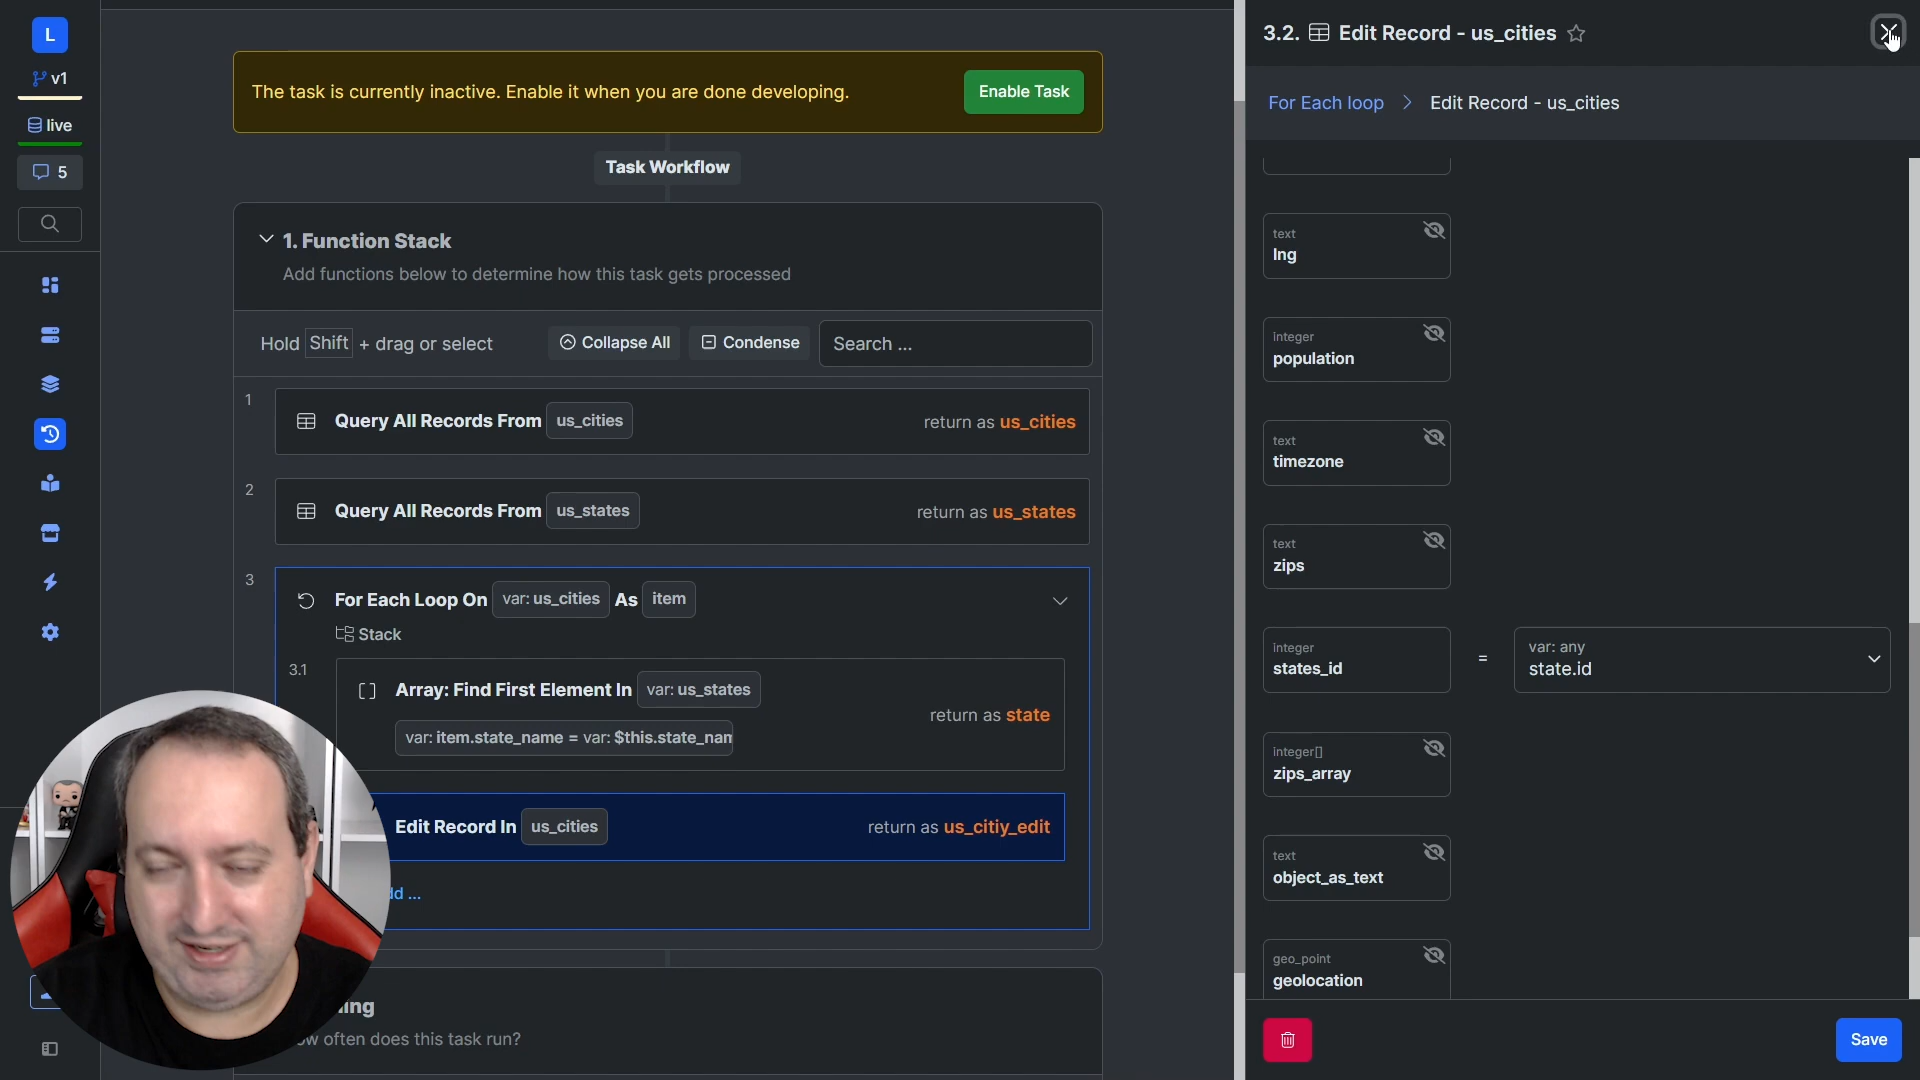 L
v1
live
5
The task is currently inactive. Enable it when you are done developing.
Enable Task
Task Workflow
1. Function Stack
Add functions below to determine how this task gets processed
Hold Shift + drag or select
Collapse All
Condense
Search ...
1
Query All Records From us_cities
return as us_cities
2
Query All Records From us_states
return as us_states
3
For Each Loop On var: us_cities As item
Stack
3.1
Array: Find First Element In var: us_states
var: item.state_name = var: $this.state_nam
return as state
Edit Record In us_cities
return as us_citiy_edit
dd ...
ing
ow often does this task run?
3.2. Edit Record - us_cities
For Each loop > Edit Record - us_cities
text
lng
integer
population
text
timezone
text
zips
integer
states_id
=
var: any
state.id
integer[]
zips_array
text
object_as_text
geo_point
geolocation
Save